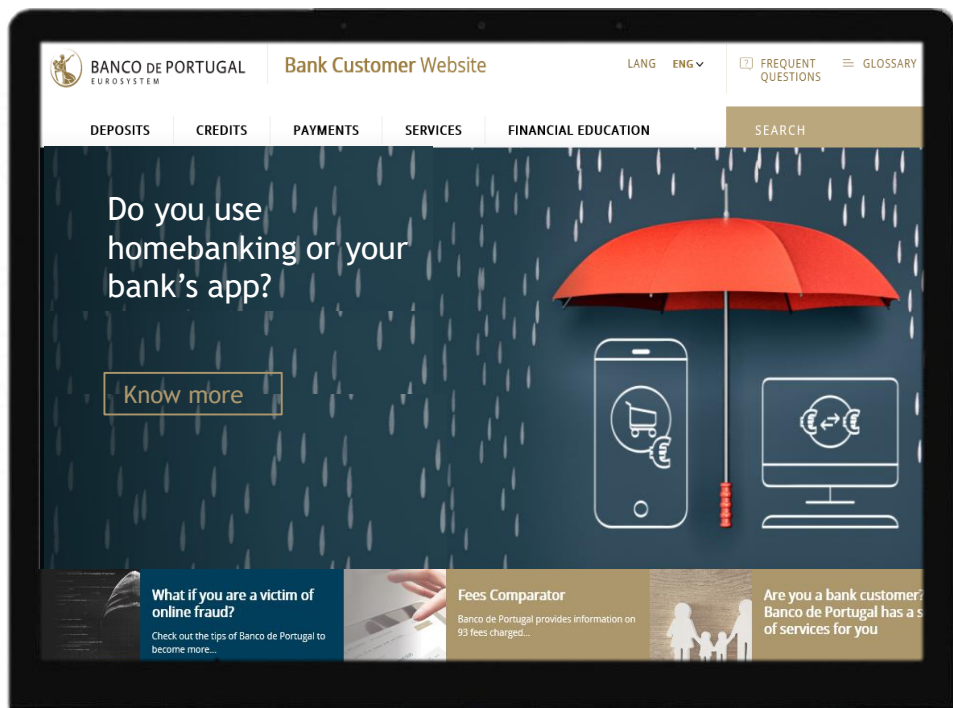 BANCO DE PORTUGAL
EUROSYSTEM
Bank Customer Website
LANG ENG
FREQUENT
QUESTIONS
GLOSSARY
DEPOSITS CREDITS PAYMENTS SERVICES FINANCIAL EDUCATION
SEARCH
Do you use
homebanking or your
bank's app?
Know more
What if you are a victim of
online fraud?
Check out the tips of Banco de Portugal to
become more...
Fees Comparator
Banco de Portugal provides information on
93 fees charged...
Are you a bank customer?
Banco de Portugal has a s
of services for you